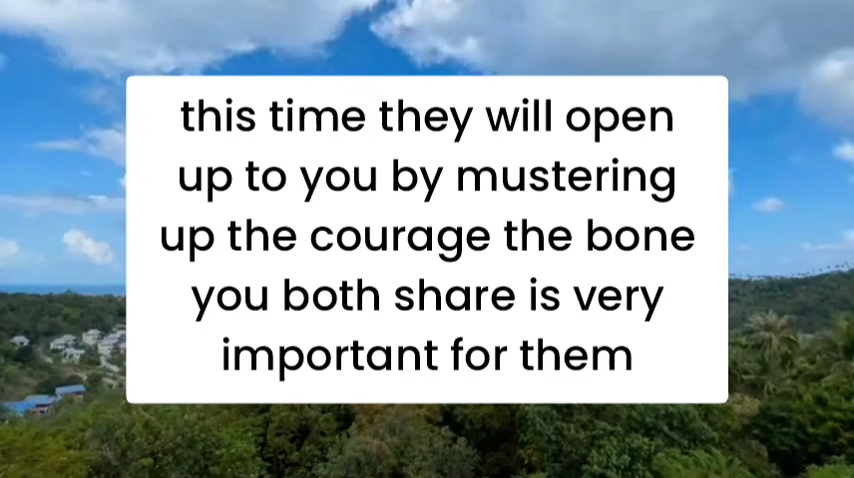 this time they will open
up to you by mustering
up the courage the bone
you both share is very
important for them